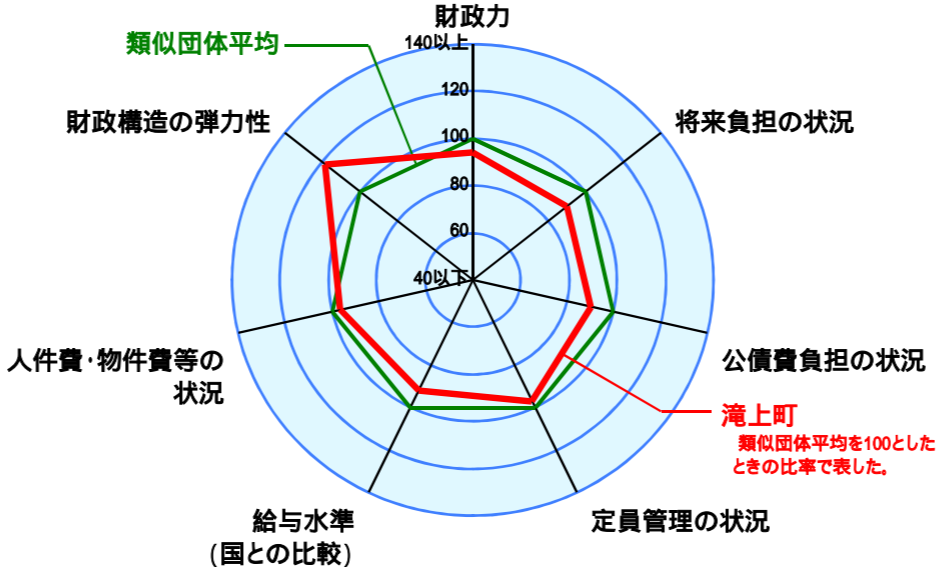 財政力
類似団体平均
140以上
120
財政構造の弾力性
将来負担の状況
100
80
60
40以下
人件費・物件費等の
状況
公債費負担の状況
滝上町
類似団体平均を100とした
ときの比率で表した。
給与水準
(国との比較)
定員管理の状況